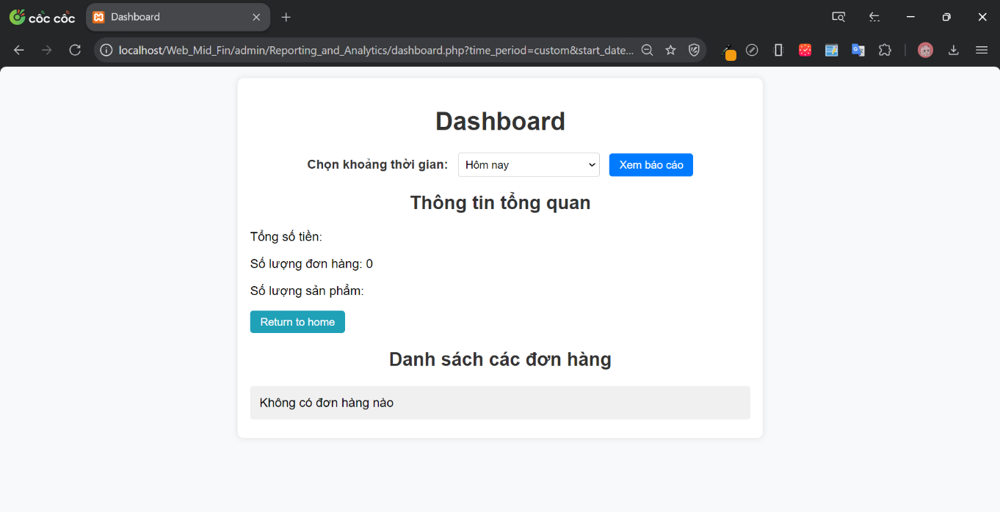 cốc cốc
Dashboard
localhost/Web_Mid_Fin/admin/Reporting_and_Analytics/dashboard.php?time_period=custom&start_date...
Dashboard
Chọn khoảng thời gian: Hôm nay Xem báo cáo
Thông tin tổng quan
Tổng số tiền:
Số lượng đơn hàng: 0
Số lượng sản phẩm:
Return to home
Danh sách các đơn hàng
Không có đơn hàng nào